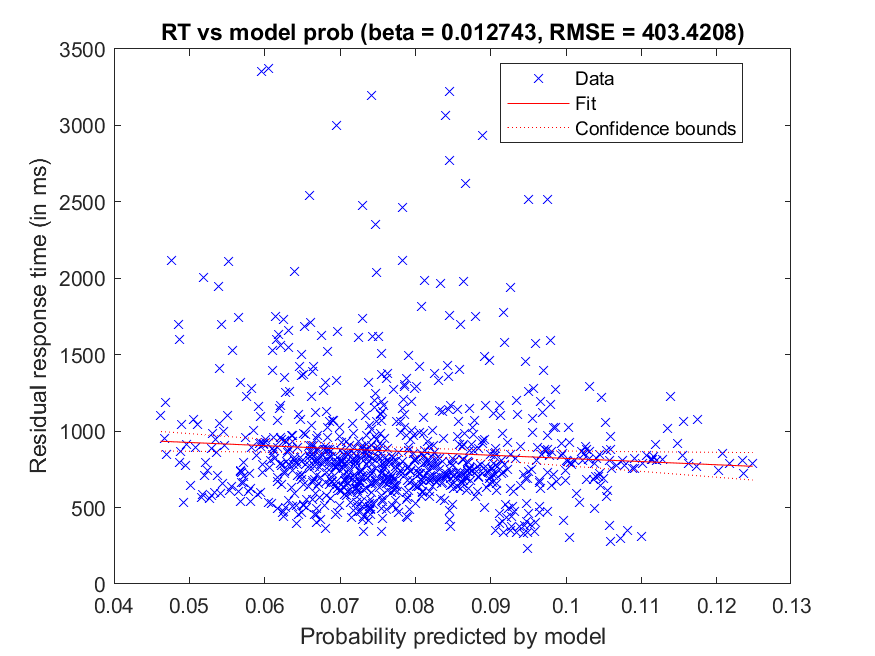 RT vs model prob (beta = 0.012743, RMSE = 403.4208)
Data
Fit
Confidence bounds
Residual response time (in ms)
3500
3000
2500
2000
1500
1000
500
0
0.04 0.05 0.06 0.07 0.08 0.09 0.1 0.11 0.12 0.13
Probability predicted by model